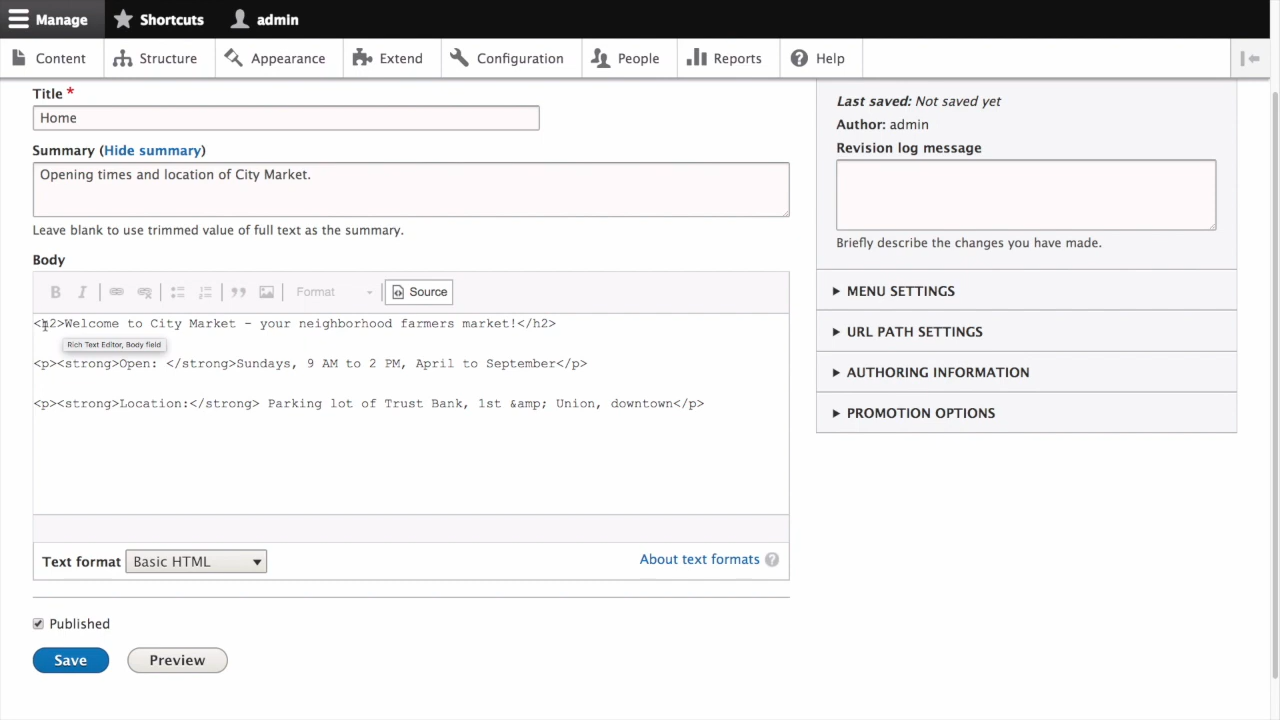 Manage Shortcuts admin
Content Structure Appearance Extend Configuration People Reports Help
Title *
Home
Summary (Hide summary)
Opening times and location of City Market.
Leave blank to use trimmed value of full text as the summary.
Body
B I Format Source
<h2>Welcome to City Market - your neighborhood farmers market!</h2>
Rich Text Editor, Body field
<p><strong>Open: </strong>Sundays, 9 AM to 2 PM, April to September</p>
<p><strong>Location:</strong> Parking lot of Trust Bank, 1st &amp; Union, downtown</p>
Text format Basic HTML About text formats ?
Published
Save Preview
Last saved: Not saved yet
Author: admin
Revision log message
Briefly describe the changes you have made.
MENU SETTINGS
URL PATH SETTINGS
AUTHORING INFORMATION
PROMOTION OPTIONS